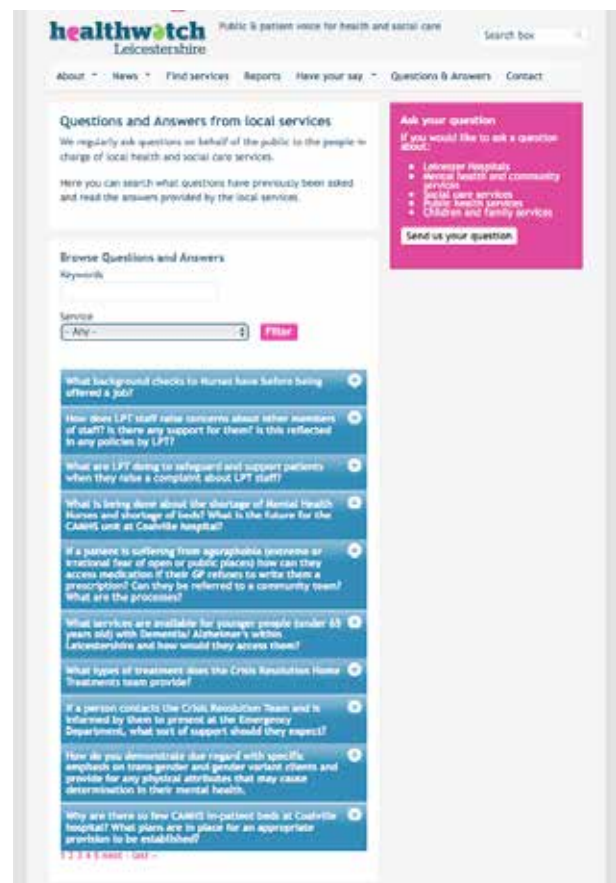 healthwatch
Leicestershire
Public & patient voice for health and social care
Search box
About
News
Find services
Reports
Have your say
Questions & Answers
Contact
Questions and Answers from local services
We regularly ask questions on behalf of the public to the people in
charge of local health and social care services.
Here you can search what questions have previously been asked
and read the answers provided by the local services.
Ask your question
If you would like to ask a question
about:
Leicester Hospitals
Mental health and community
services
Social care services
Public health services
Children and family services
Send us your question
Browse Questions and Answers
Keywords
Service
- Any -
Filter
What background checks to Nurses have before being
offered a job?
How does LPT staff raise concerns about other members
of staff? Is there any support for them? Is this reflected
in any policies by LPT?
What are LPT doing to safeguard and support patients
when they raise a complaint about LPT staff?
What is being done about the shortage of Mental Health
Nurses and shortage of beds? What is the future for the
CAMHS unit at Coalville hospital?
If a patient is suffering from agoraphobia (extreme or
irrational fear of open or public places) how can they
access medication if their GP refuses to write them a
prescription? Can they be referred to a community team?
What are the processes?
What services are available for younger people (under 65
years old) with Dementia/ Alzheimer's within
Leicestershire and how would they access them?
What types of treatment does the Crisis Resolution Home
Treatments team provide?
If a person contacts the Crisis Resolution Team and is
informed by them to present at the Emergency
Department, what sort of support should they expect?
How do you demonstrate due regard with specific
emphasis on trans-gender and gender variant clients and
provide for any physical attributes that may cause
determination in their mental health.
Why are there so few CAMHS in-patient beds at Coalville
hospital? What plans are in place for an appropriate
provision to be established?
1 2 3 4 5 next › last »